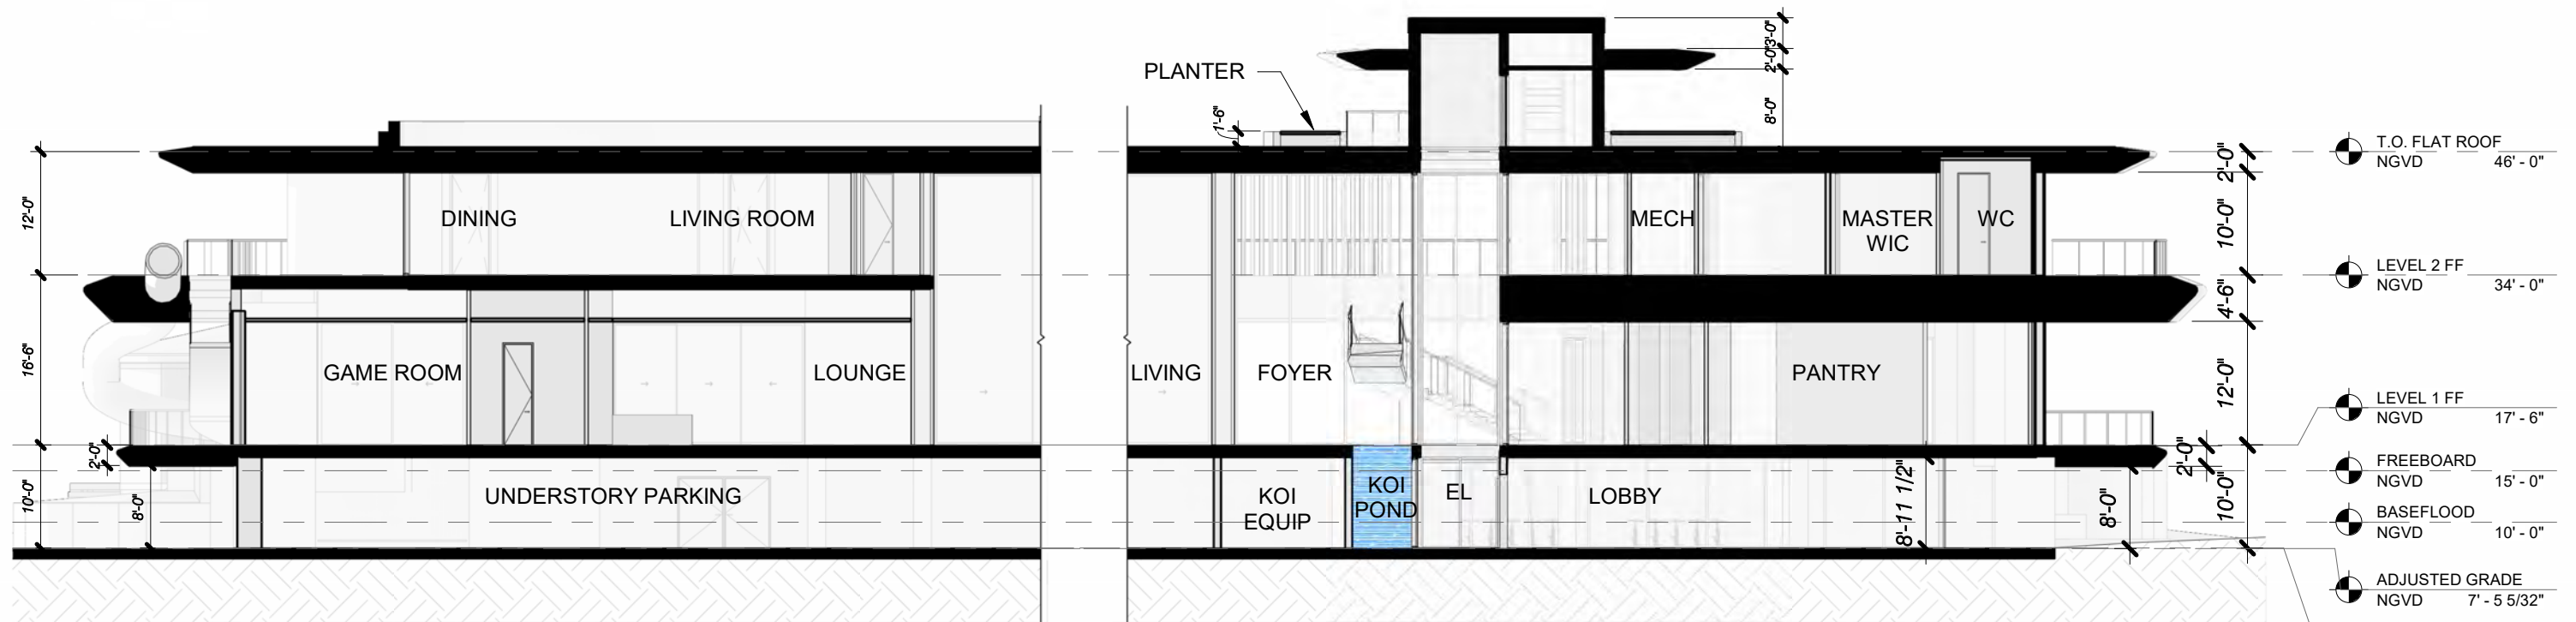 3'-0"
2'-0"
8'-0"
PLANTER
1'-6"
T.O. FLAT ROOF
NGVD 46' - 0"
2'-0"
12'-0"
DINING
LIVING ROOM
MECH
MASTER
WIC
WC
10'-0"
LEVEL 2 FF
NGVD 34' - 0"
4'-6"
16'-6"
GAME ROOM
LOUNGE
LIVING
FOYER
PANTRY
12'-0"
LEVEL 1 FF
NGVD 17' - 6"
2'-0"
2'-0"
FREEBOARD
NGVD 15' - 0"
10'-0"
8'-0"
UNDERSTORY PARKING
KOI
EQUIP
KOI
POND
EL
LOBBY
8'-11 1/2"
8'-0"
10'-0"
BASEFLOOD
NGVD 10' - 0"
ADJUSTED GRADE
NGVD 7' - 5 5/32"